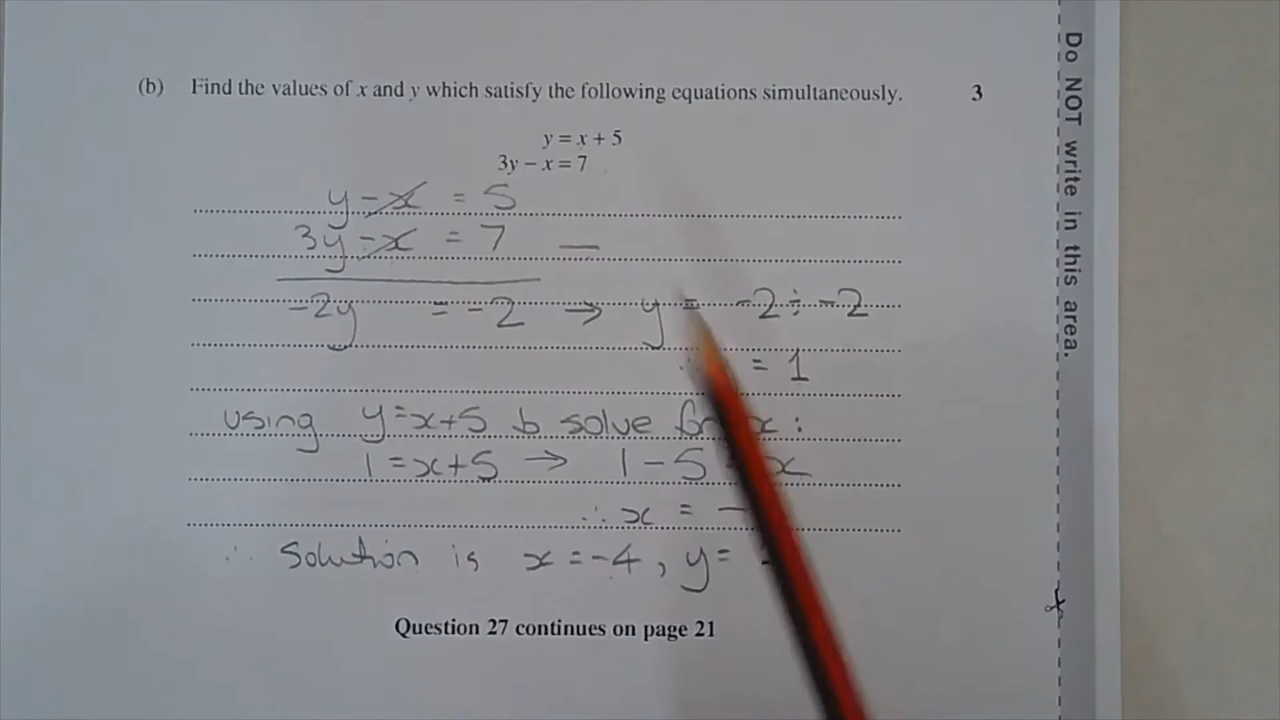 (b) Find the values of x and y which satisfy the following equations simultaneously. 3
y = x + 5
3y − x = 7
y - x = 5
3y - x = 7 —
-2y = -2 → y = -2 ÷ -2
= 1
using y=x+5 to solve for x :
1 = x+5 → 1 - 5 = x
∴ x = -
∴ Solution is x = -4 , y =
Question 27 continues on page 21
Do NOT write in this area.